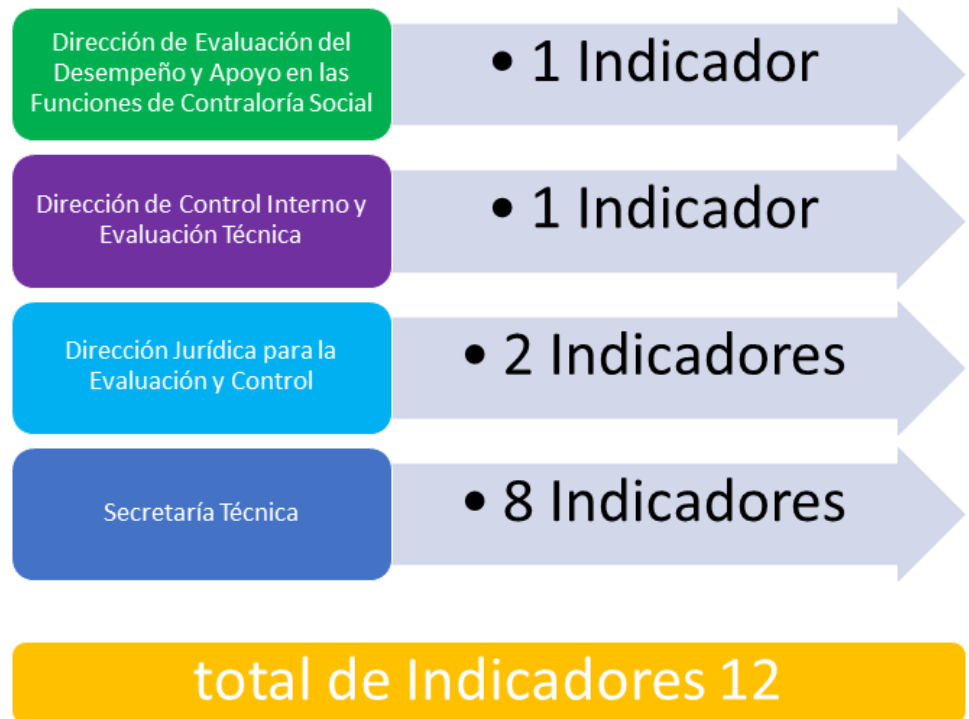 Dirección de Evaluación del
Desempeño y Apoyo en las
Funciones de Contraloría Social
• 1 Indicador
Dirección de Control Interno y
Evaluación Técnica
• 1 Indicador
Dirección Jurídica para la
Evaluación y Control
• 2 Indicadores
Secretaría Técnica
• 8 Indicadores
total de Indicadores 12